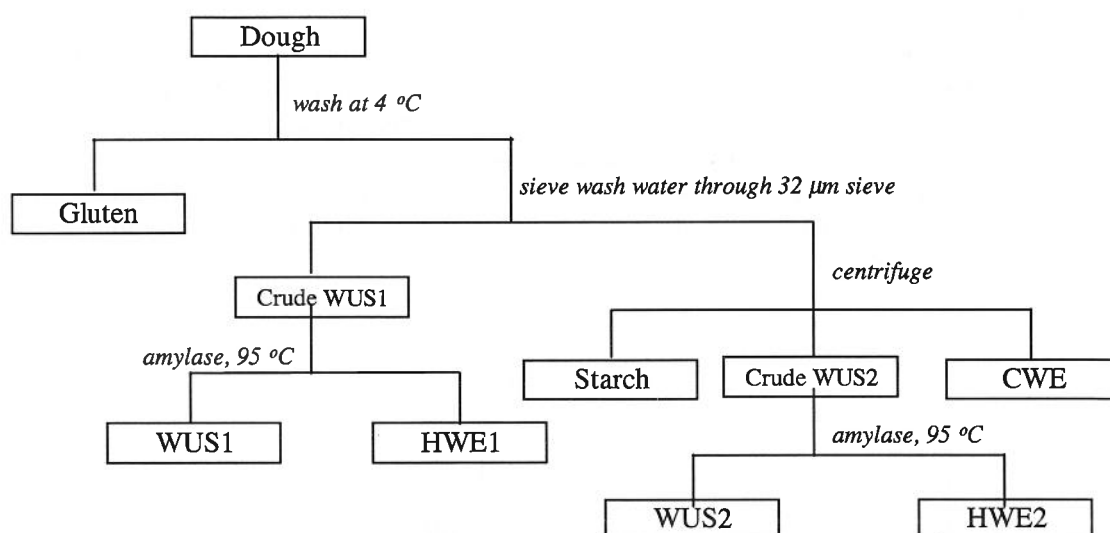 Dough
wash at 4 °C
Gluten
sieve wash water through 32 μm sieve
Crude WUS1
centrifuge
amylase, 95 °C
Starch
Crude WUS2
CWE
WUS1
HWE1
amylase, 95 °C
WUS2
HWE2